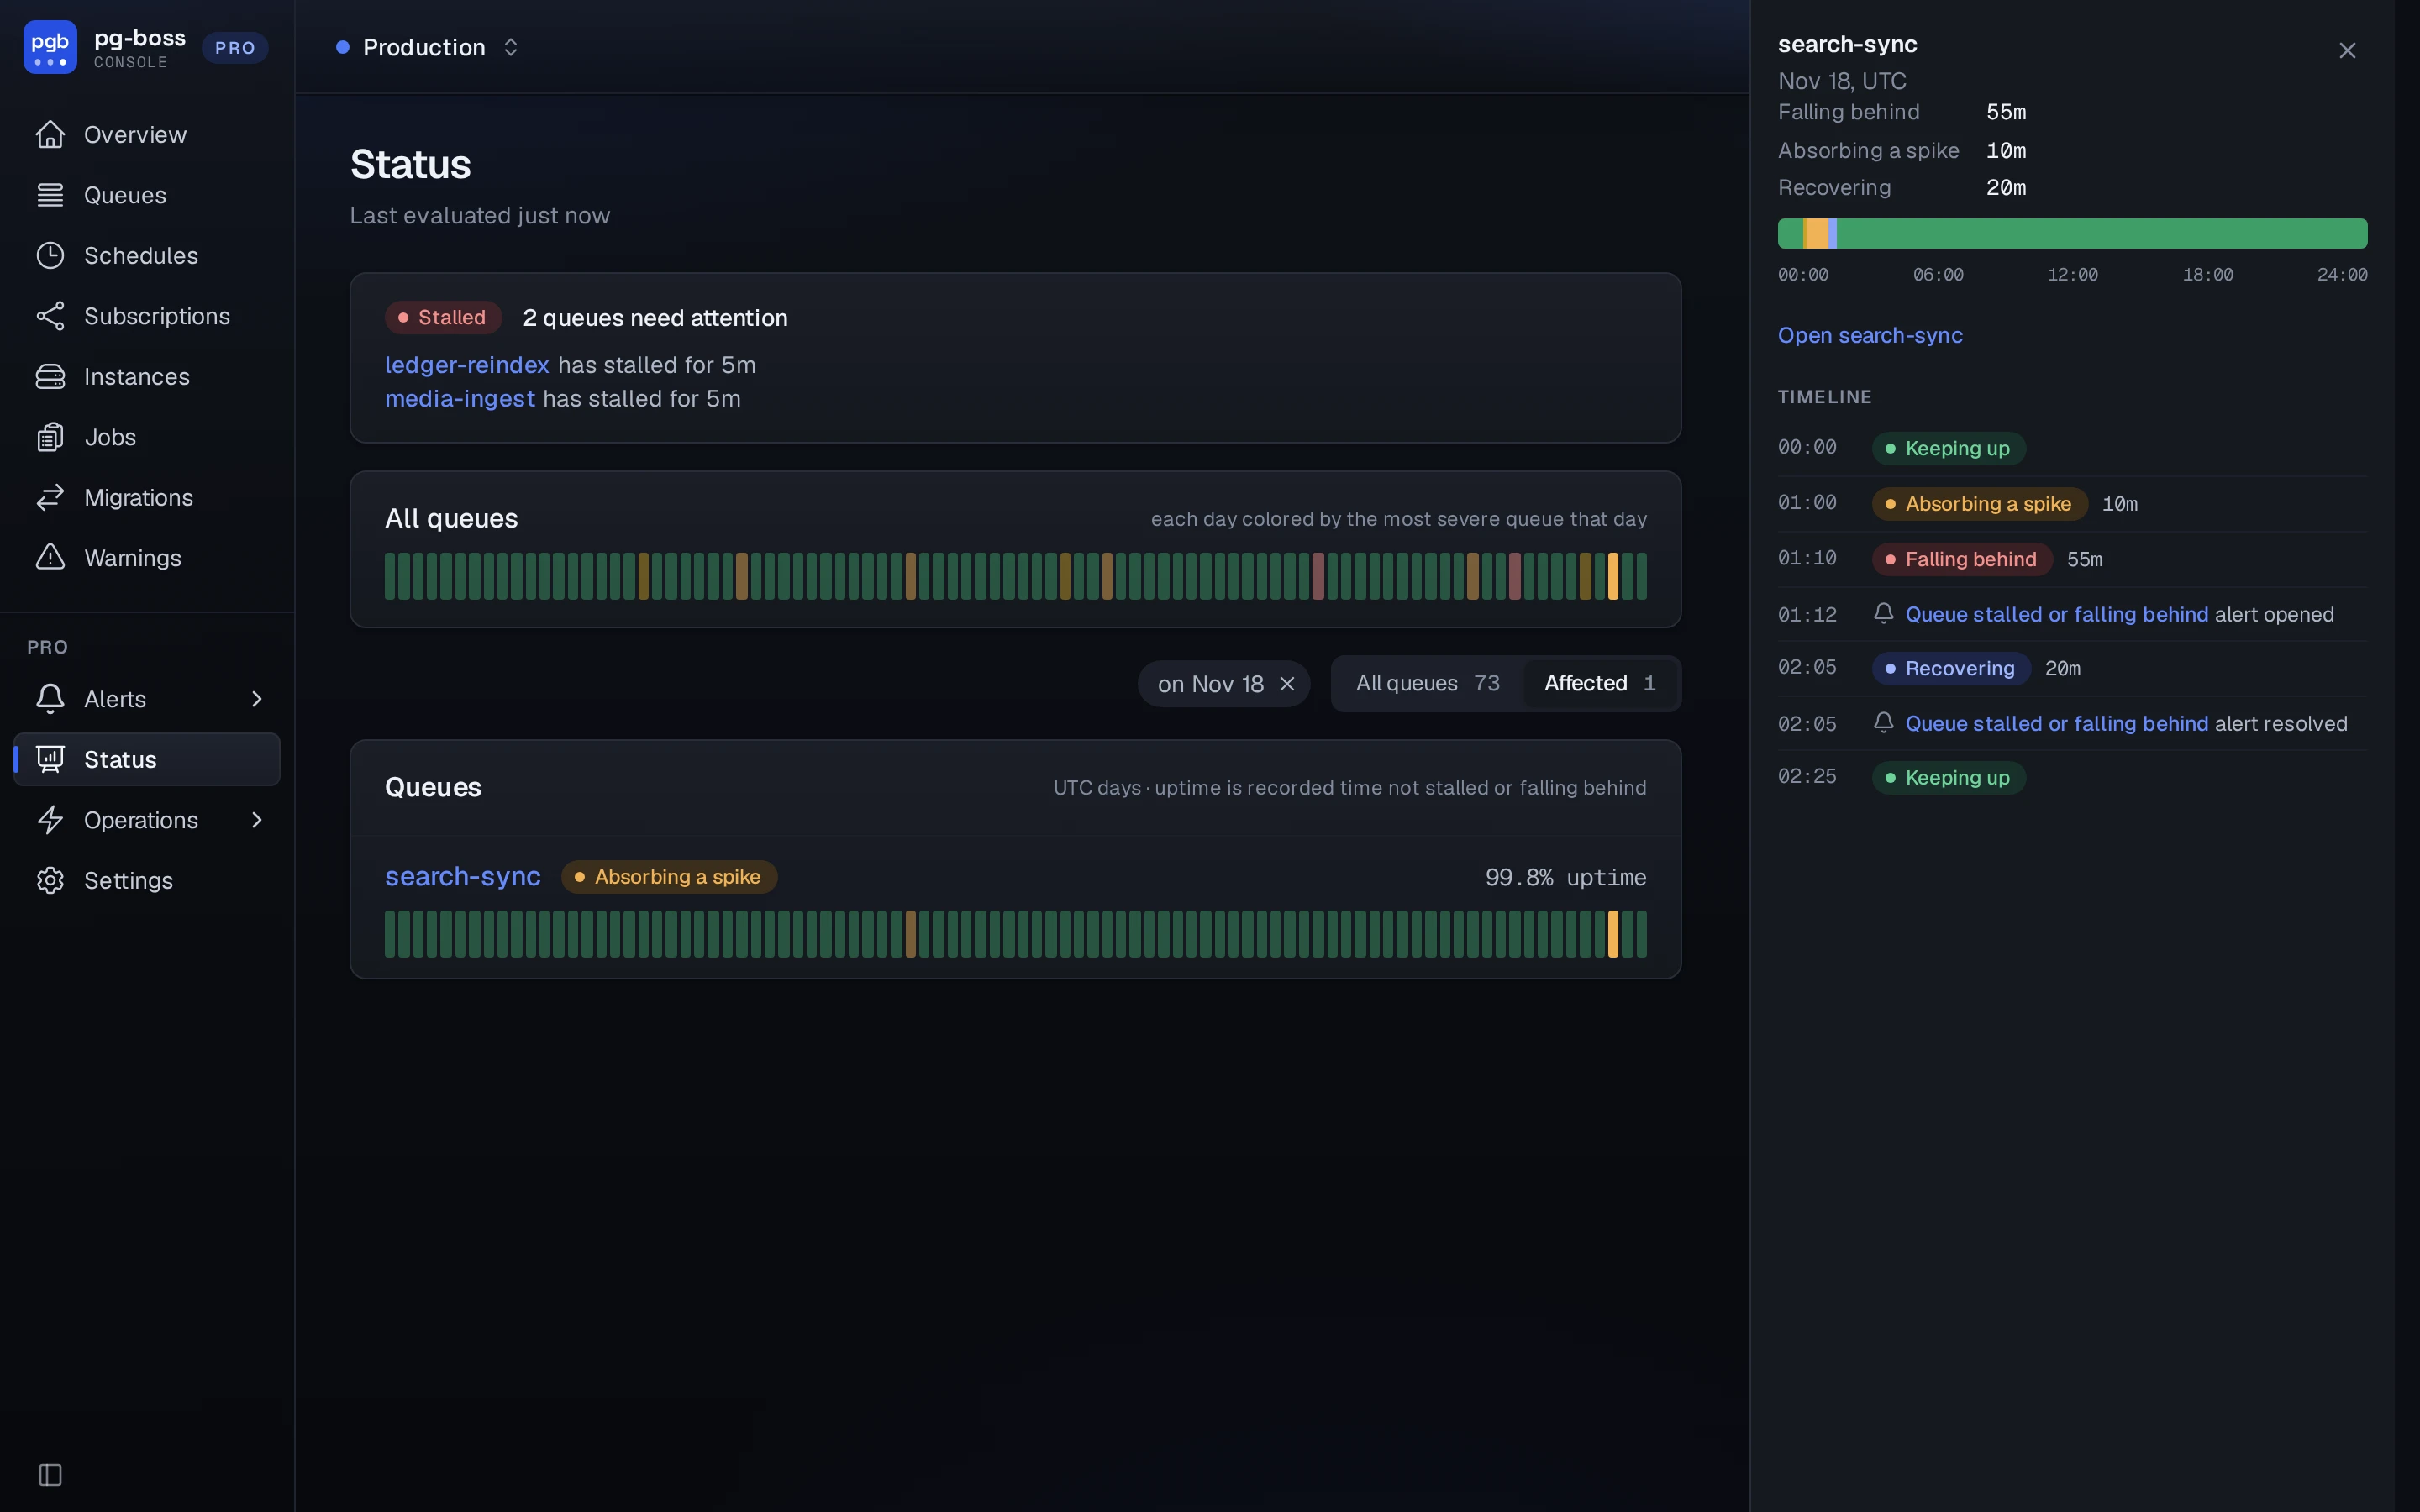 pgb
pg-boss
CONSOLE
PRO
Overview
Queues
Schedules
Subscriptions
Instances
Jobs
Migrations
Warnings
PRO
Alerts
Status
Operations
Settings
Production
Status
Last evaluated just now
Stalled 2 queues need attention
ledger-reindex has stalled for 5m
media-ingest has stalled for 5m
All queues each day colored by the most severe queue that day
on Nov 18 All queues 73 Affected 1
Queues UTC days · uptime is recorded time not stalled or falling behind
search-sync Absorbing a spike 99.8% uptime
search-sync
Nov 18, UTC
Falling behind 55m
Absorbing a spike 10m
Recovering 20m
00:00 06:00 12:00 18:00 24:00
Open search-sync
TIMELINE
00:00 Keeping up
01:00 Absorbing a spike 10m
01:10 Falling behind 55m
01:12 Queue stalled or falling behind alert opened
02:05 Recovering 20m
02:05 Queue stalled or falling behind alert resolved
02:25 Keeping up